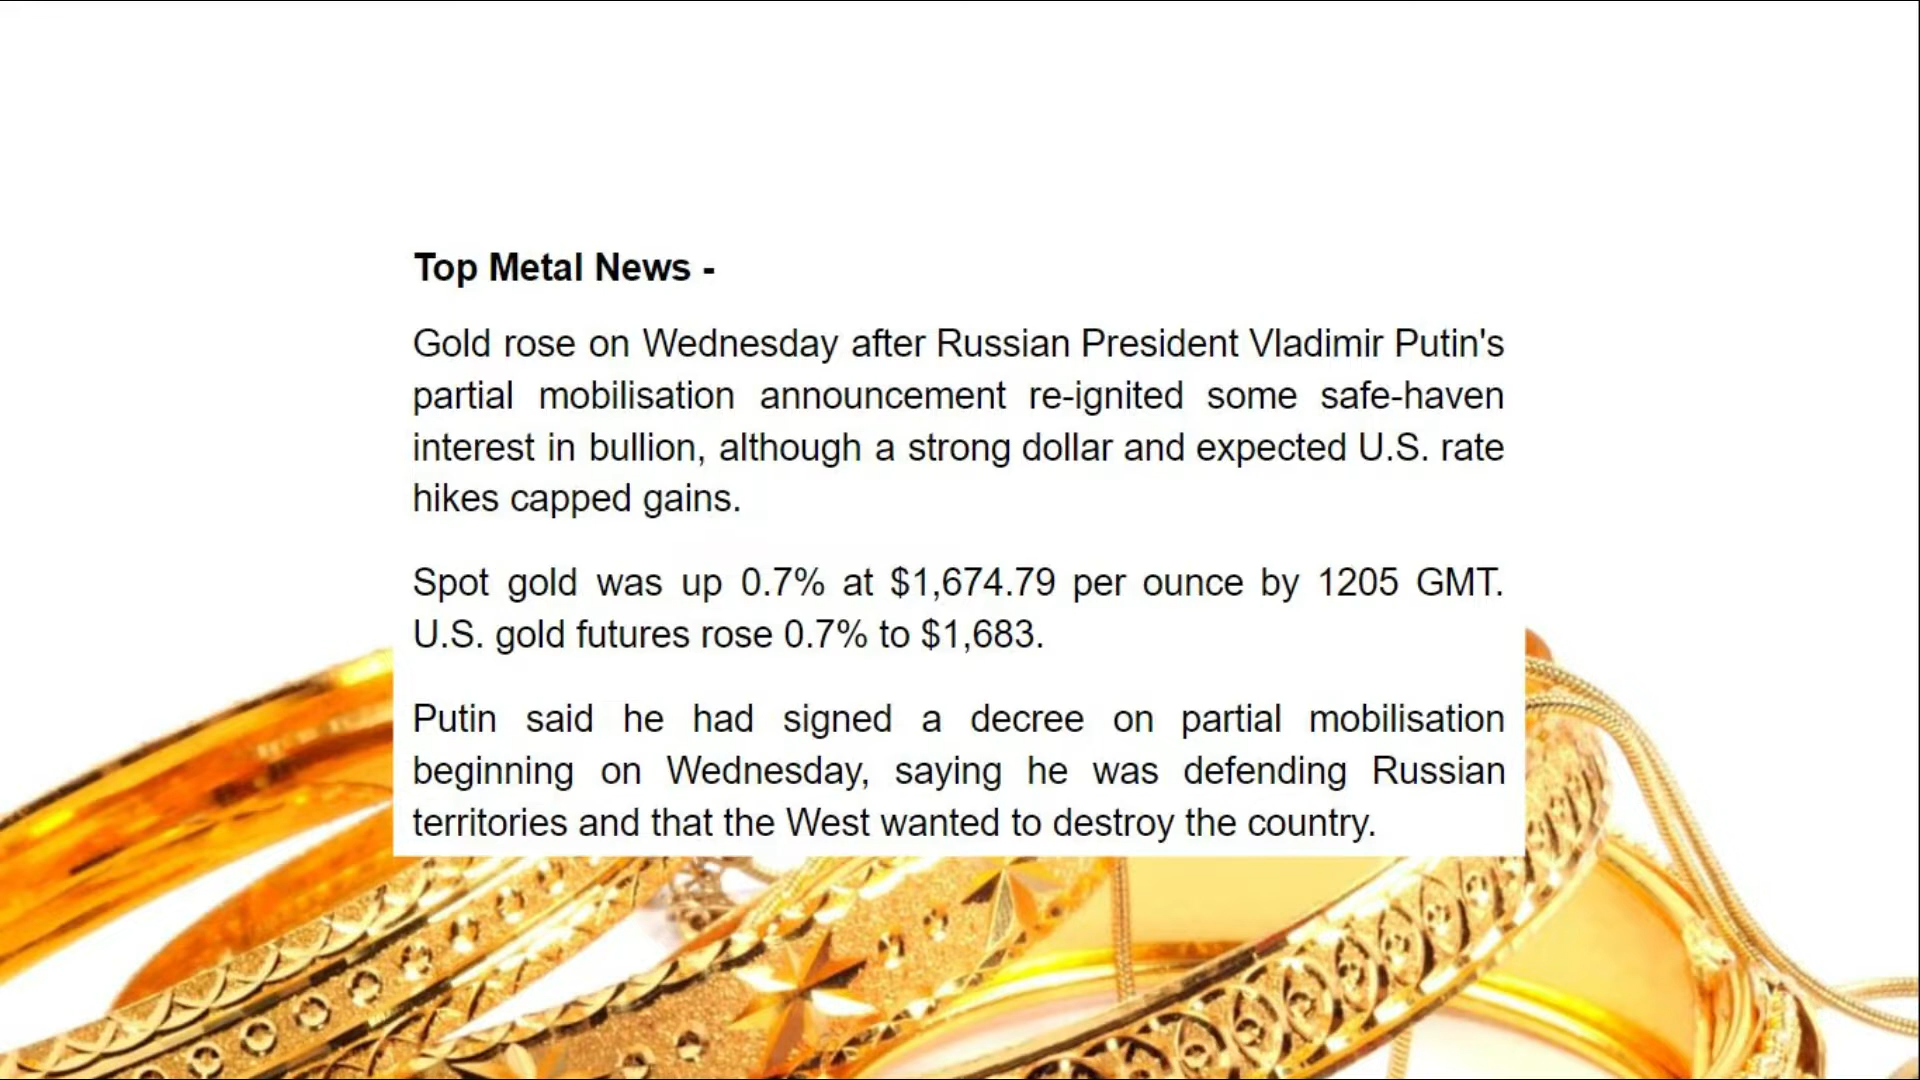 Top Metal News -
Gold rose on Wednesday after Russian President Vladimir Putin's
partial mobilisation announcement re-ignited some safe-haven
interest in bullion, although a strong dollar and expected U.S. rate
hikes capped gains.
Spot gold was up 0.7% at $1,674.79 per ounce by 1205 GMT.
U.S. gold futures rose 0.7% to $1,683.
Putin said he had signed a decree on partial mobilisation
beginning on Wednesday, saying he was defending Russian
territories and that the West wanted to destroy the country.